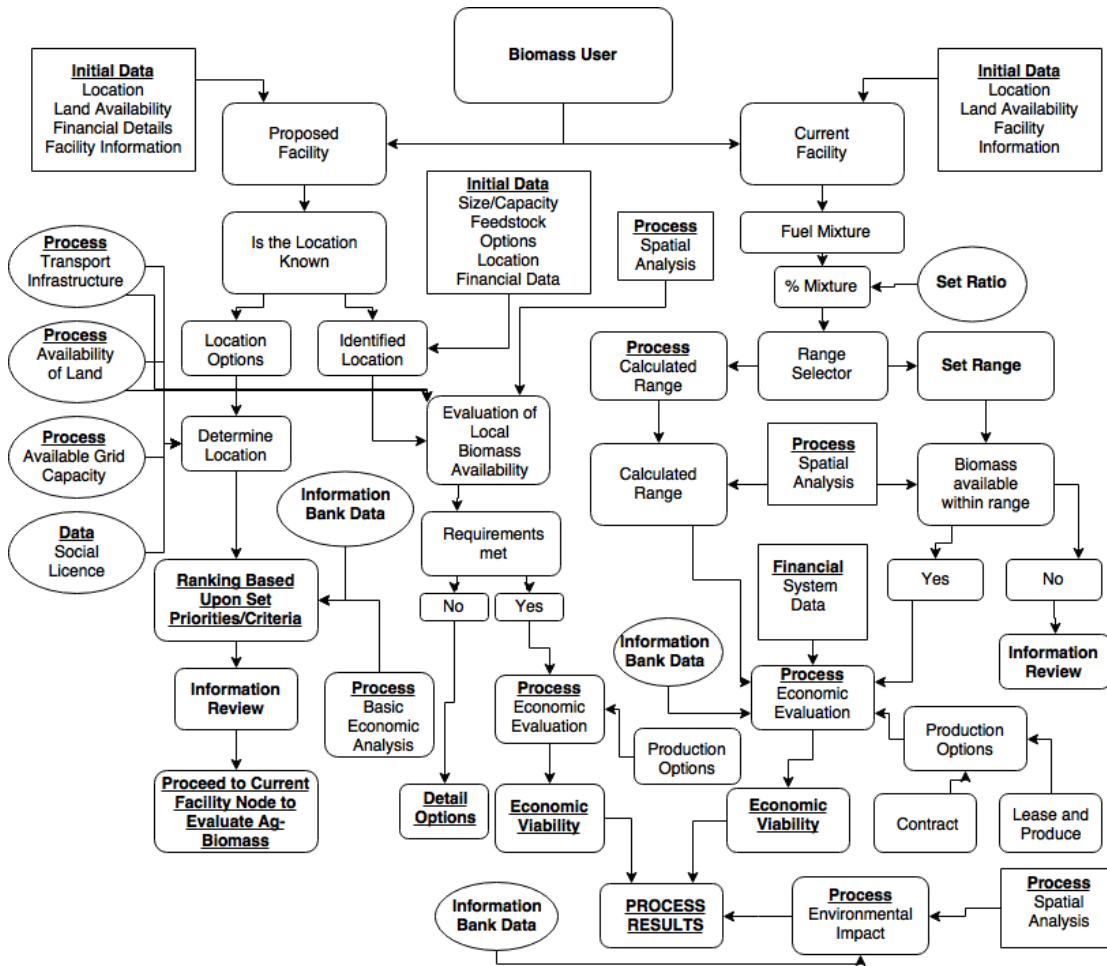 Biomass User
Initial Data
Location
Land Availability
Financial Details
Facility Information
Proposed
Facility
Current
Facility
Initial Data
Location
Land Availability
Facility
Information
Initial Data
Size/Capacity
Feedstock
Options
Location
Financial Data
Process
Spatial
Analysis
Is the Location
Known
Fuel Mixture
Process
Transport
Infrastructure
% Mixture
Set Ratio
Location
Options
Identified
Location
Process
Availability
of Land
Process
Calculated
Range
Range
Selector
Set Range
Evaluation of
Local
Biomass
Availability
Determine
Location
Process
Available Grid
Capacity
Calculated
Range
Process
Spatial
Analysis
Biomass
available
within range
Information
Bank Data
Requirements
met
Data
Social
Licence
Ranking Based
Upon Set
Priorities/Criteria
No
Yes
Financial
System
Data
Yes
No
Information
Bank Data
Information
Review
Information
Review
Process
Basic
Economic
Analysis
Process
Economic
Evaluation
Production
Options
Process
Economic
Evaluation
Production
Options
Proceed to Current
Facility Node to
Evaluate Ag-
Biomass
Detail
Options
Economic
Viability
Economic
Viability
Contract
Lease and
Produce
Information
Bank Data
PROCESS
RESULTS
Process
Environmental
Impact
Process
Spatial
Analysis